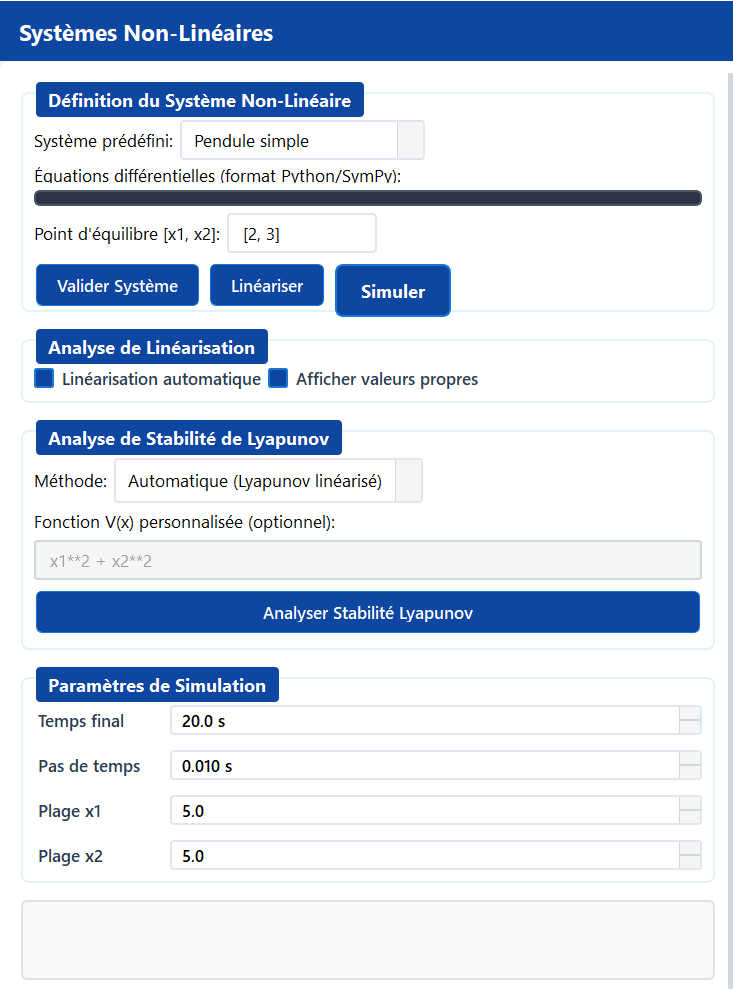 Systèmes Non-Linéaires
Définition du Système Non-Linéaire
Système prédéfini: Pendule simple
Équations différentielles (format Python/SymPy):
Point d'équilibre [x1, x2]: [2, 3]
Valider Système Linéariser Simuler
Analyse de Linéarisation
Linéarisation automatique Afficher valeurs propres
Analyse de Stabilité de Lyapunov
Méthode: Automatique (Lyapunov linéarisé)
Fonction V(x) personnalisée (optionnel):
x1**2 + x2**2
Analyser Stabilité Lyapunov
Paramètres de Simulation
Temps final 20.0 s
Pas de temps 0.010 s
Plage x1 5.0
Plage x2 5.0